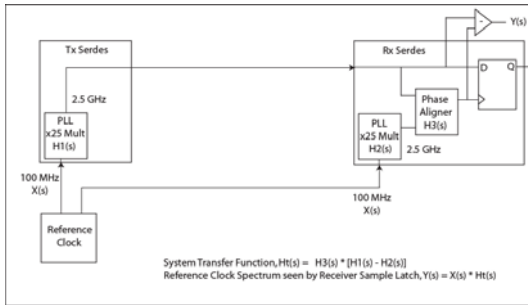 Tx Serdes
Rx Serdes
Y(s)
-
2.5 GHz
D
Q
PLL
x25 Mult
H1(s)
Phase
Aligner
H3(s)
PLL
x25 Mult
H2(s)
2.5 GHz
100 MHz
X(s)
100 MHz
X(s)
Reference
Clock
System Transfer Function, Ht(s) = H3(s) * [H1(s) - H2(s)]
Reference Clock Spectrum seen by Receiver Sample Latch, Y(s) = X(s) * Ht(s)